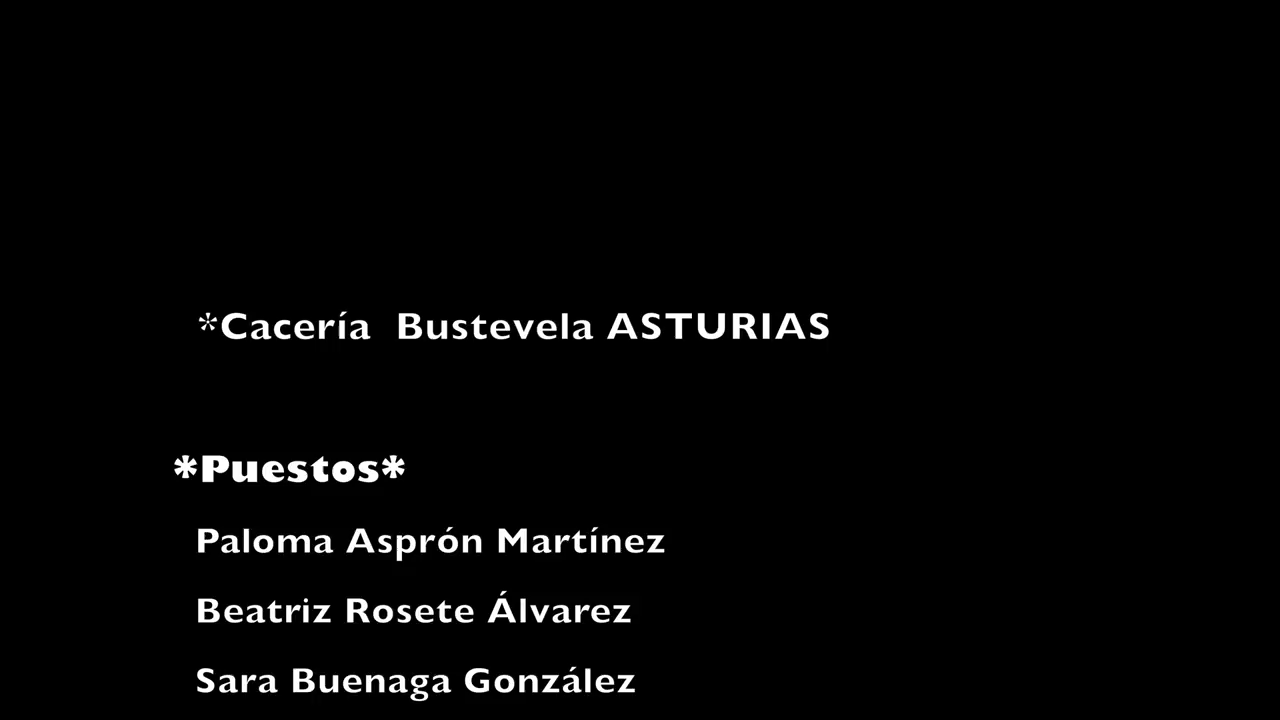 *Cacería  Bustevela ASTURIAS
*Puestos*
Paloma Asprón Martínez
Beatriz Rosete Álvarez
Sara Buenaga González